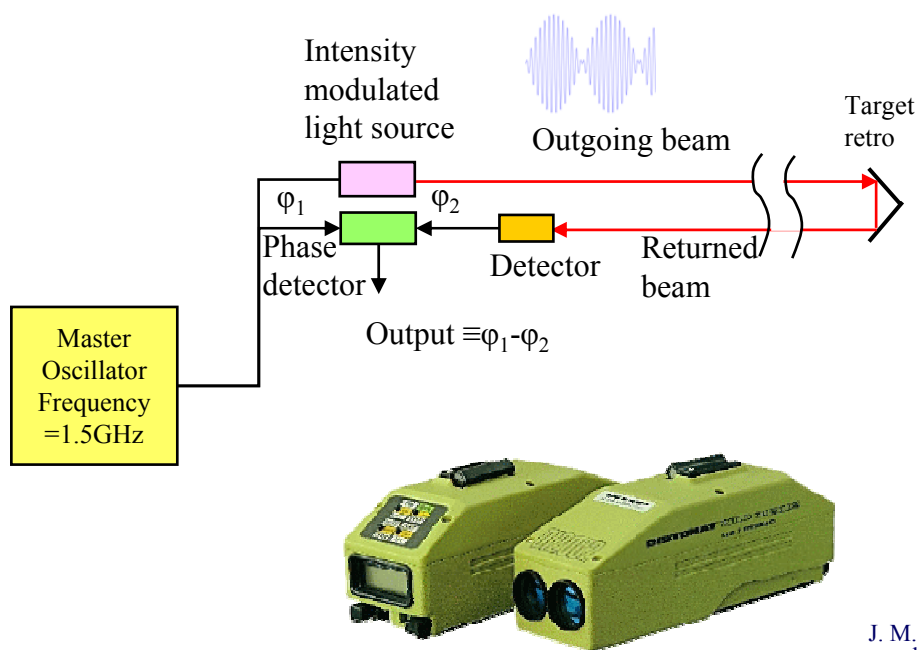 Intensity
modulated
light source
Target
retro
Outgoing beam
φ₁
φ₂
Phase
detector
Detector
Returned
beam
Output ≡φ₁-φ₂
Master
Oscillator
Frequency
=1.5GHz
DISTOMAT
J. M.